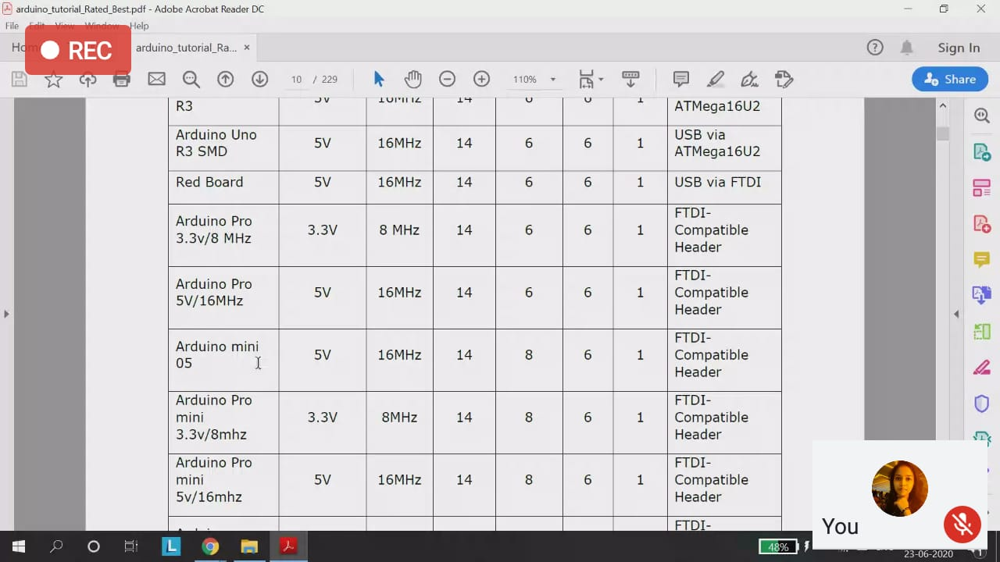 arduino_tutorial_Rated_Best.pdf - Adobe Acrobat Reader DC
File Edit View Window Help
REC
arduino_tutorial_Ra... ×
Sign In
10 / 229
110%
Share
R3 5V 16MHz 14 6 6 1 ATMega16U2
Arduino Uno
R3 SMD
5V 16MHz 14 6 6 1
USB via
ATMega16U2
Red Board 5V 16MHz 14 6 6 1 USB via FTDI
Arduino Pro
3.3v/8 MHz
3.3V 8 MHz 14 6 6 1
FTDI-
Compatible
Header
Arduino Pro
5V/16MHz
5V 16MHz 14 6 6 1
FTDI-
Compatible
Header
Arduino mini
05
5V 16MHz 14 8 6 1
FTDI-
Compatible
Header
Arduino Pro
mini
3.3v/8mhz
3.3V 8MHz 14 8 6 1
FTDI-
Compatible
Header
Arduino Pro
mini
5v/16mhz
5V 16MHz 14 8 6 1
FTDI-
Compatible
Header
FTDI-
You
48%
23-06-2020